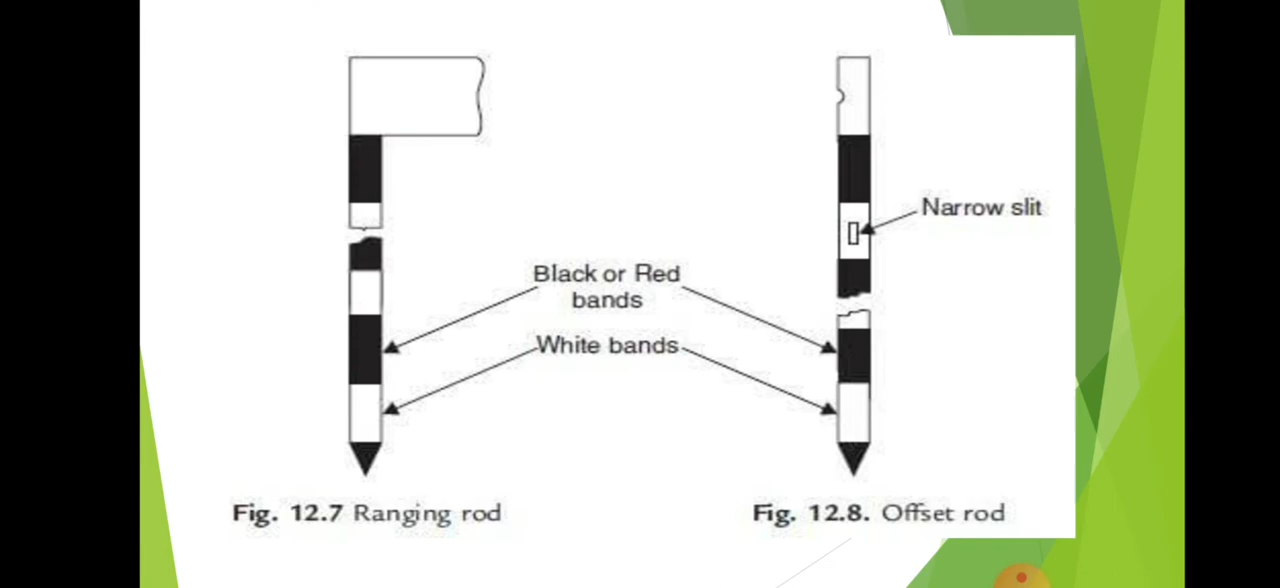 Narrow slit
Black or Red
bands
White bands
Fig. 12.7 Ranging rod
Fig. 12.8. Offset rod